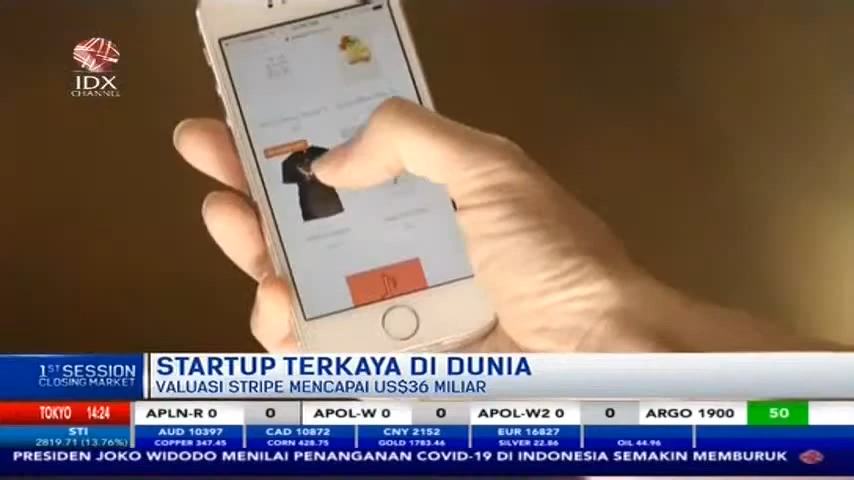 IDX
CHANNEL
1ST SESSION
CLOSING MARKET
STARTUP TERKAYA DI DUNIA
VALUASI STRIPE MENCAPAI US$36 MILIAR
TOKYO 14:24
APLN-R 0 0 APOL-W 0 0 APOL-W2 0 0 ARGO 1900 50
STI
2819.71 (13.76%)
AUD 10397 CAD 10872 CNY 2152 EUR 16827
COPPER 347.45 CORN 428.75 GOLD 1783.46 SILVER 22.86 OIL 44.96
PRESIDEN JOKO WIDODO MENILAI PENANGANAN COVID-19 DI INDONESIA SEMAKIN MEMBURUK